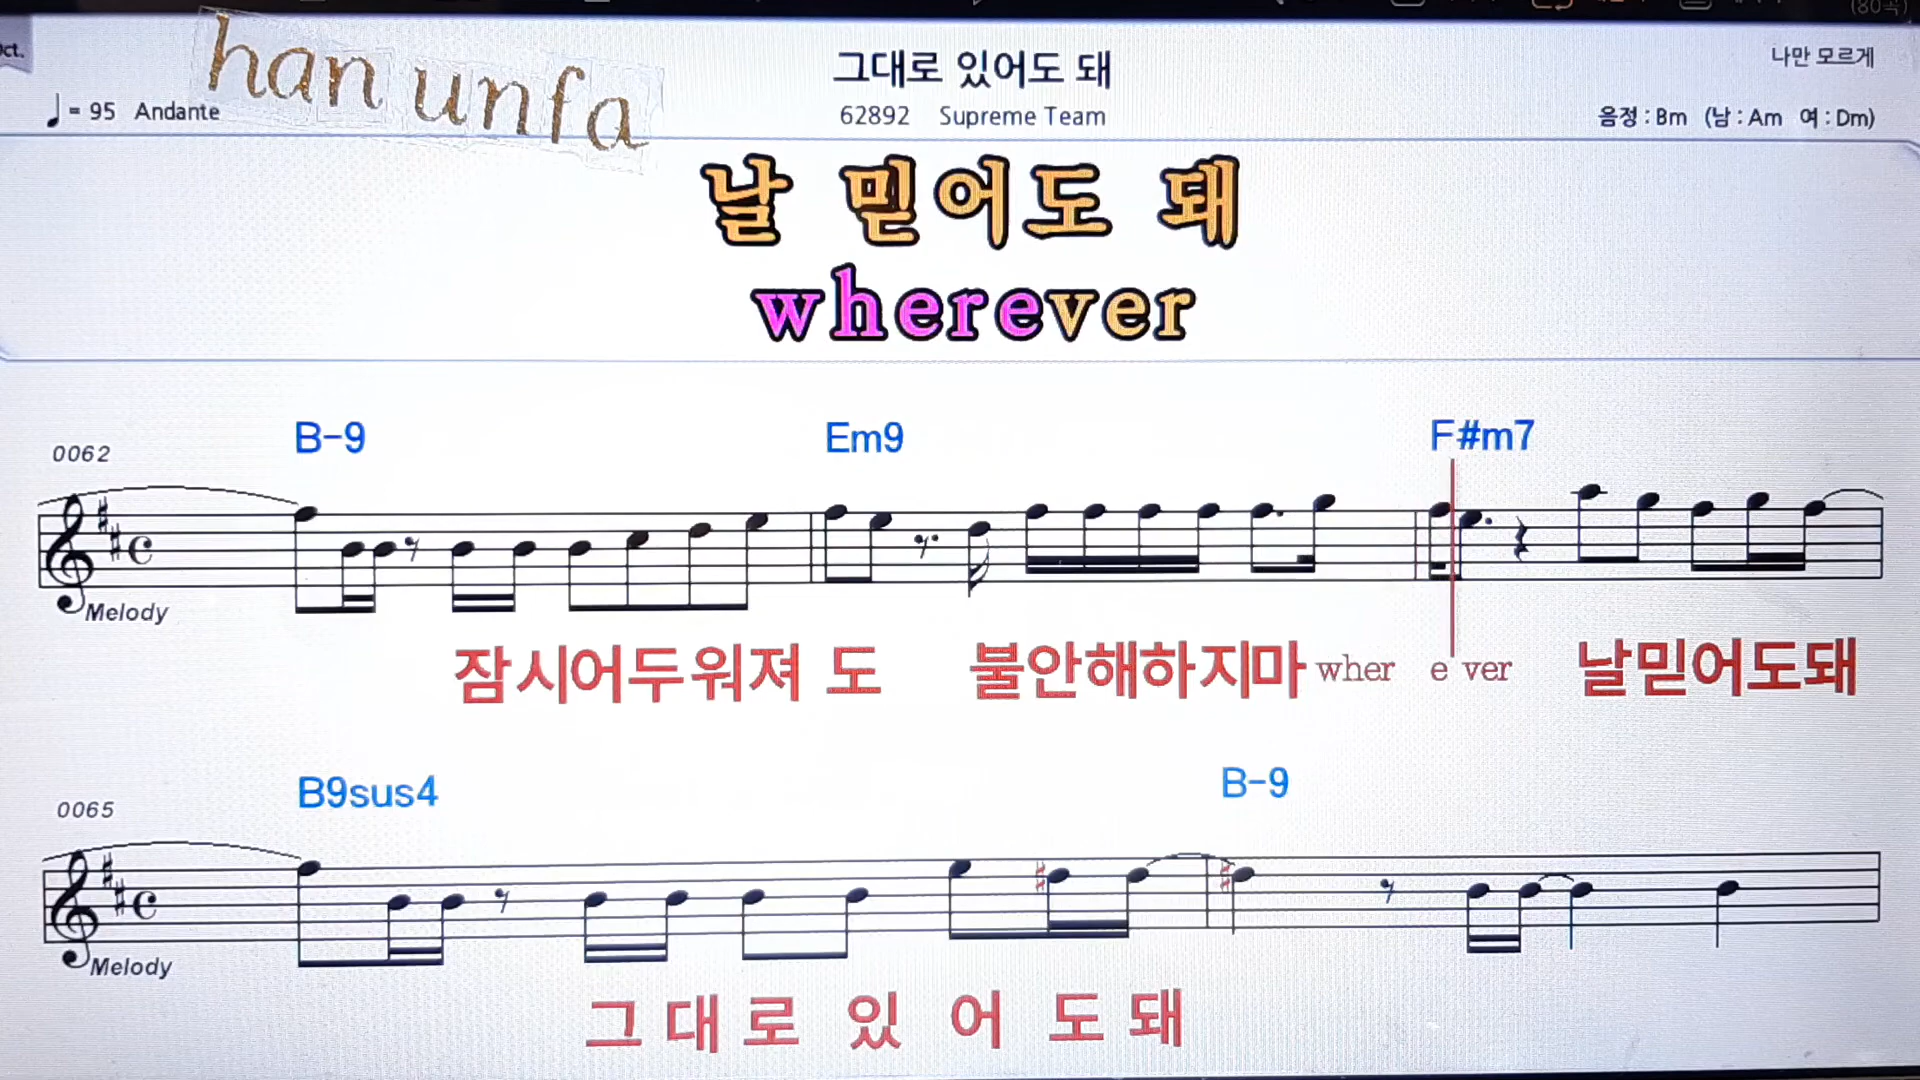 (80곡)
ct.
han unfa
그대로 있어도 돼
나만 모르게
♩ = 95 Andante
62892 Supreme Team
음정 : Bm (남 : Am 여 : Dm)
날 믿어도 돼
wherever
0062
B-9 Em9 F#m7
Melody
잠시어두워져 도 불안해하지마 wher e ver 날믿어도돼
0065
B9sus4 B-9
Melody
그 대 로 있 어 도 돼